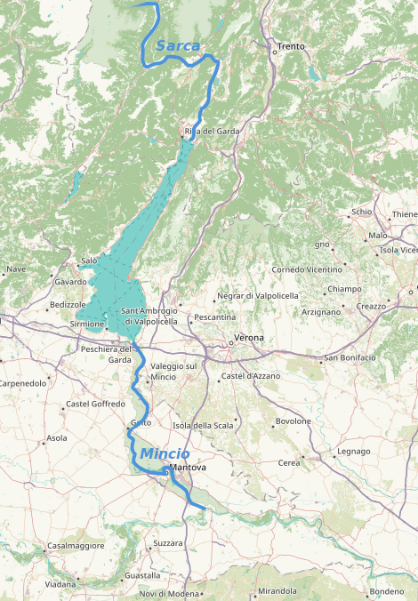 Sarca
Trento
Riva del Garda
Schio
Thiene
Malo
Isola Vice
Salò
Nave
Gavardo
Cornedo Vicentino
Chiampo
Negrar di Valpolicella
Creazzo
Bedizzole
Sant'Ambrogio
di Valpolicella
Arzignano
Sirmione
Pescantina
Verona
Peschiera del
Garda
San Bonifacio
Valeggio sul
Mincio
Castel d'Azzano
Carpenedolo
Castel Goffredo
Goito
Isola della Scala
Bovolone
Asola
Mincio
Legnago
Cerea
Mantova
Casalmaggiore
Suzzara
Guastalla
Viadana
Novi di Modena
Mirandola
Bondeno